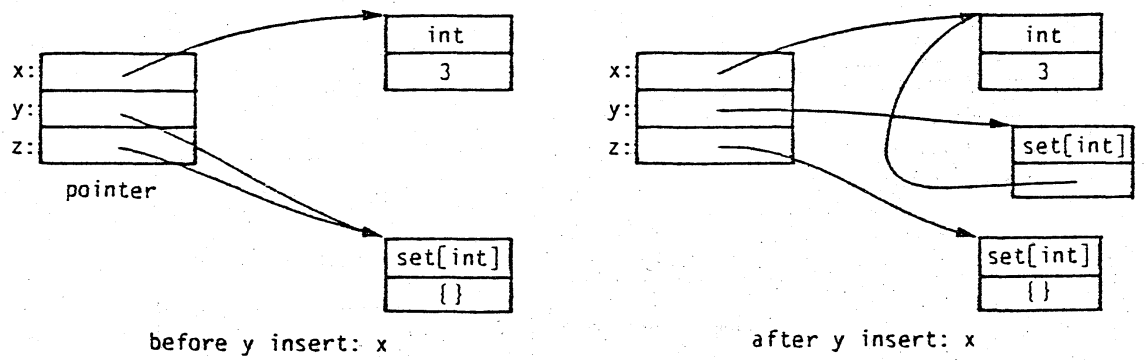 int
3
x:
y:
z:
pointer
set[int]
{}
before y insert: x
int
3
x:
y:
z:
set[int]
set[int]
{}
after y insert: x